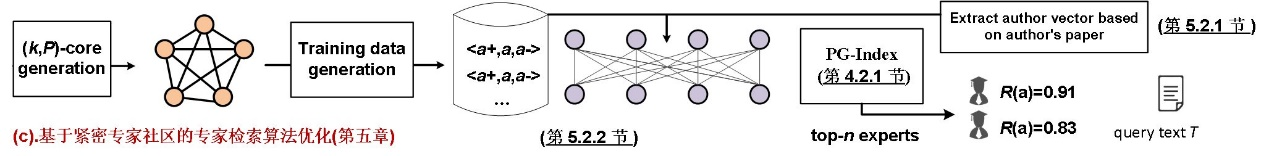 (k,P)-core
generation
Training data
generation
<a+,a,a->
<a+,a,a->
...
Extract author vector based
on author's paper
(第 5.2.1 节)
PG-Index
(第 4.2.1 节)
R(a)=0.91
R(a)=0.83
(c).基于紧密专家社区的专家检索算法优化(第五章)
(第 5.2.2 节)
top-n experts
query text T